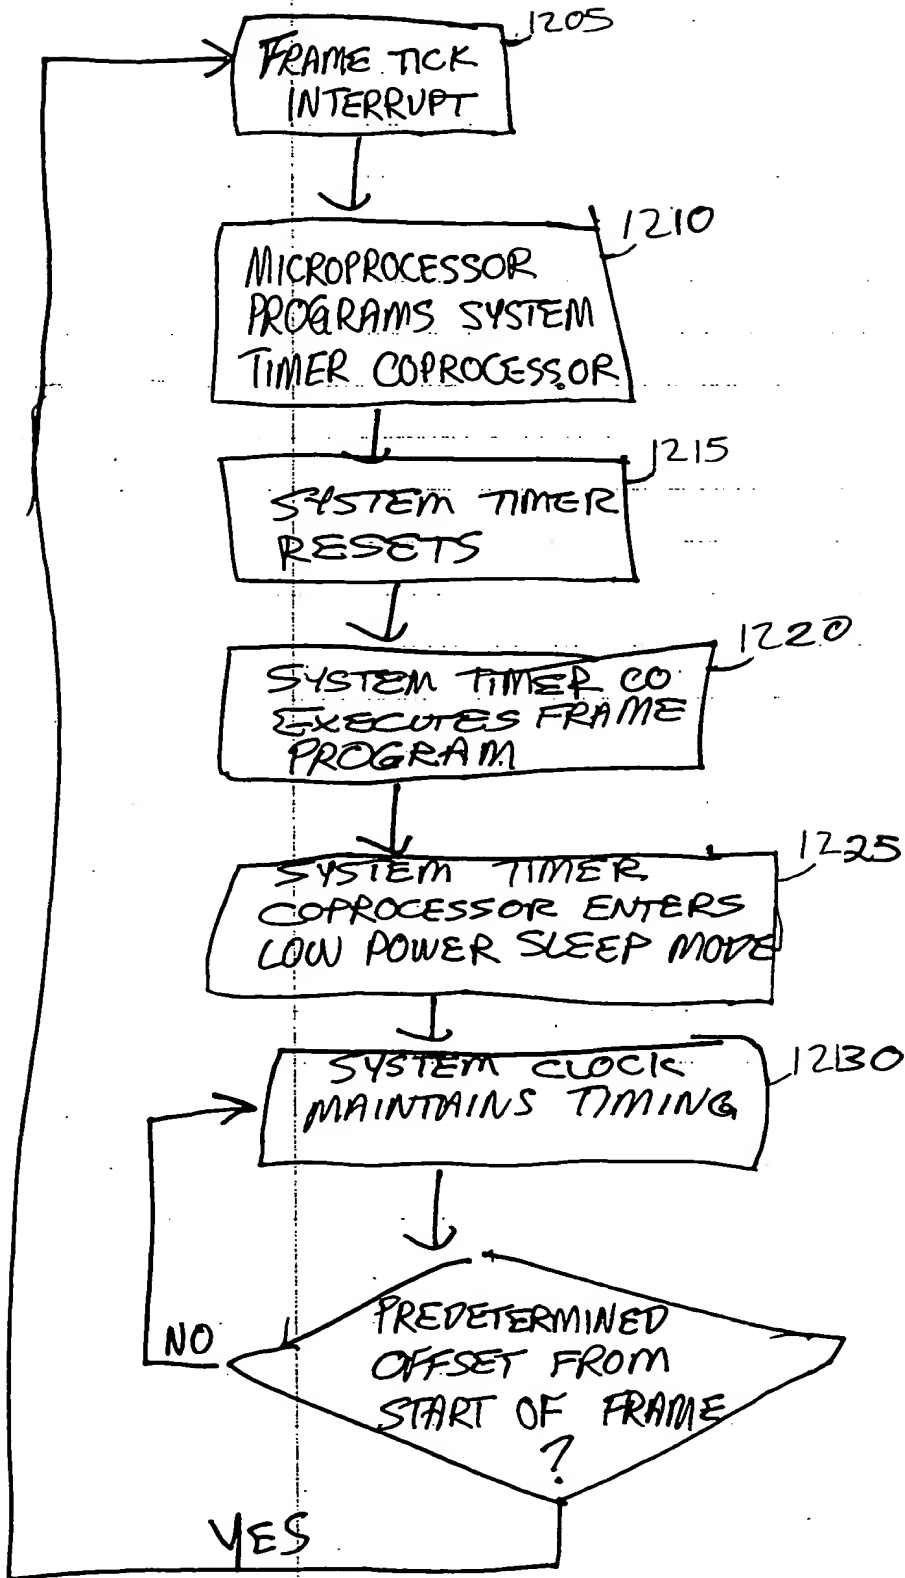 1205
FRAME TICK
INTERRUPT
1210
MICROPROCESSOR
PROGRAMS SYSTEM
TIMER COPROCESSOR
1215
SYSTEM TIMER
RESETS
1220
SYSTEM TIMER CO
EXECUTES FRAME
PROGRAM
1225
SYSTEM TIMER
COPROCESSOR ENTERS
LOW POWER SLEEP MODE
1230
SYSTEM CLOCK
MAINTAINS TIMING
PREDETERMINED
OFFSET FROM
START OF FRAME
?
NO
YES